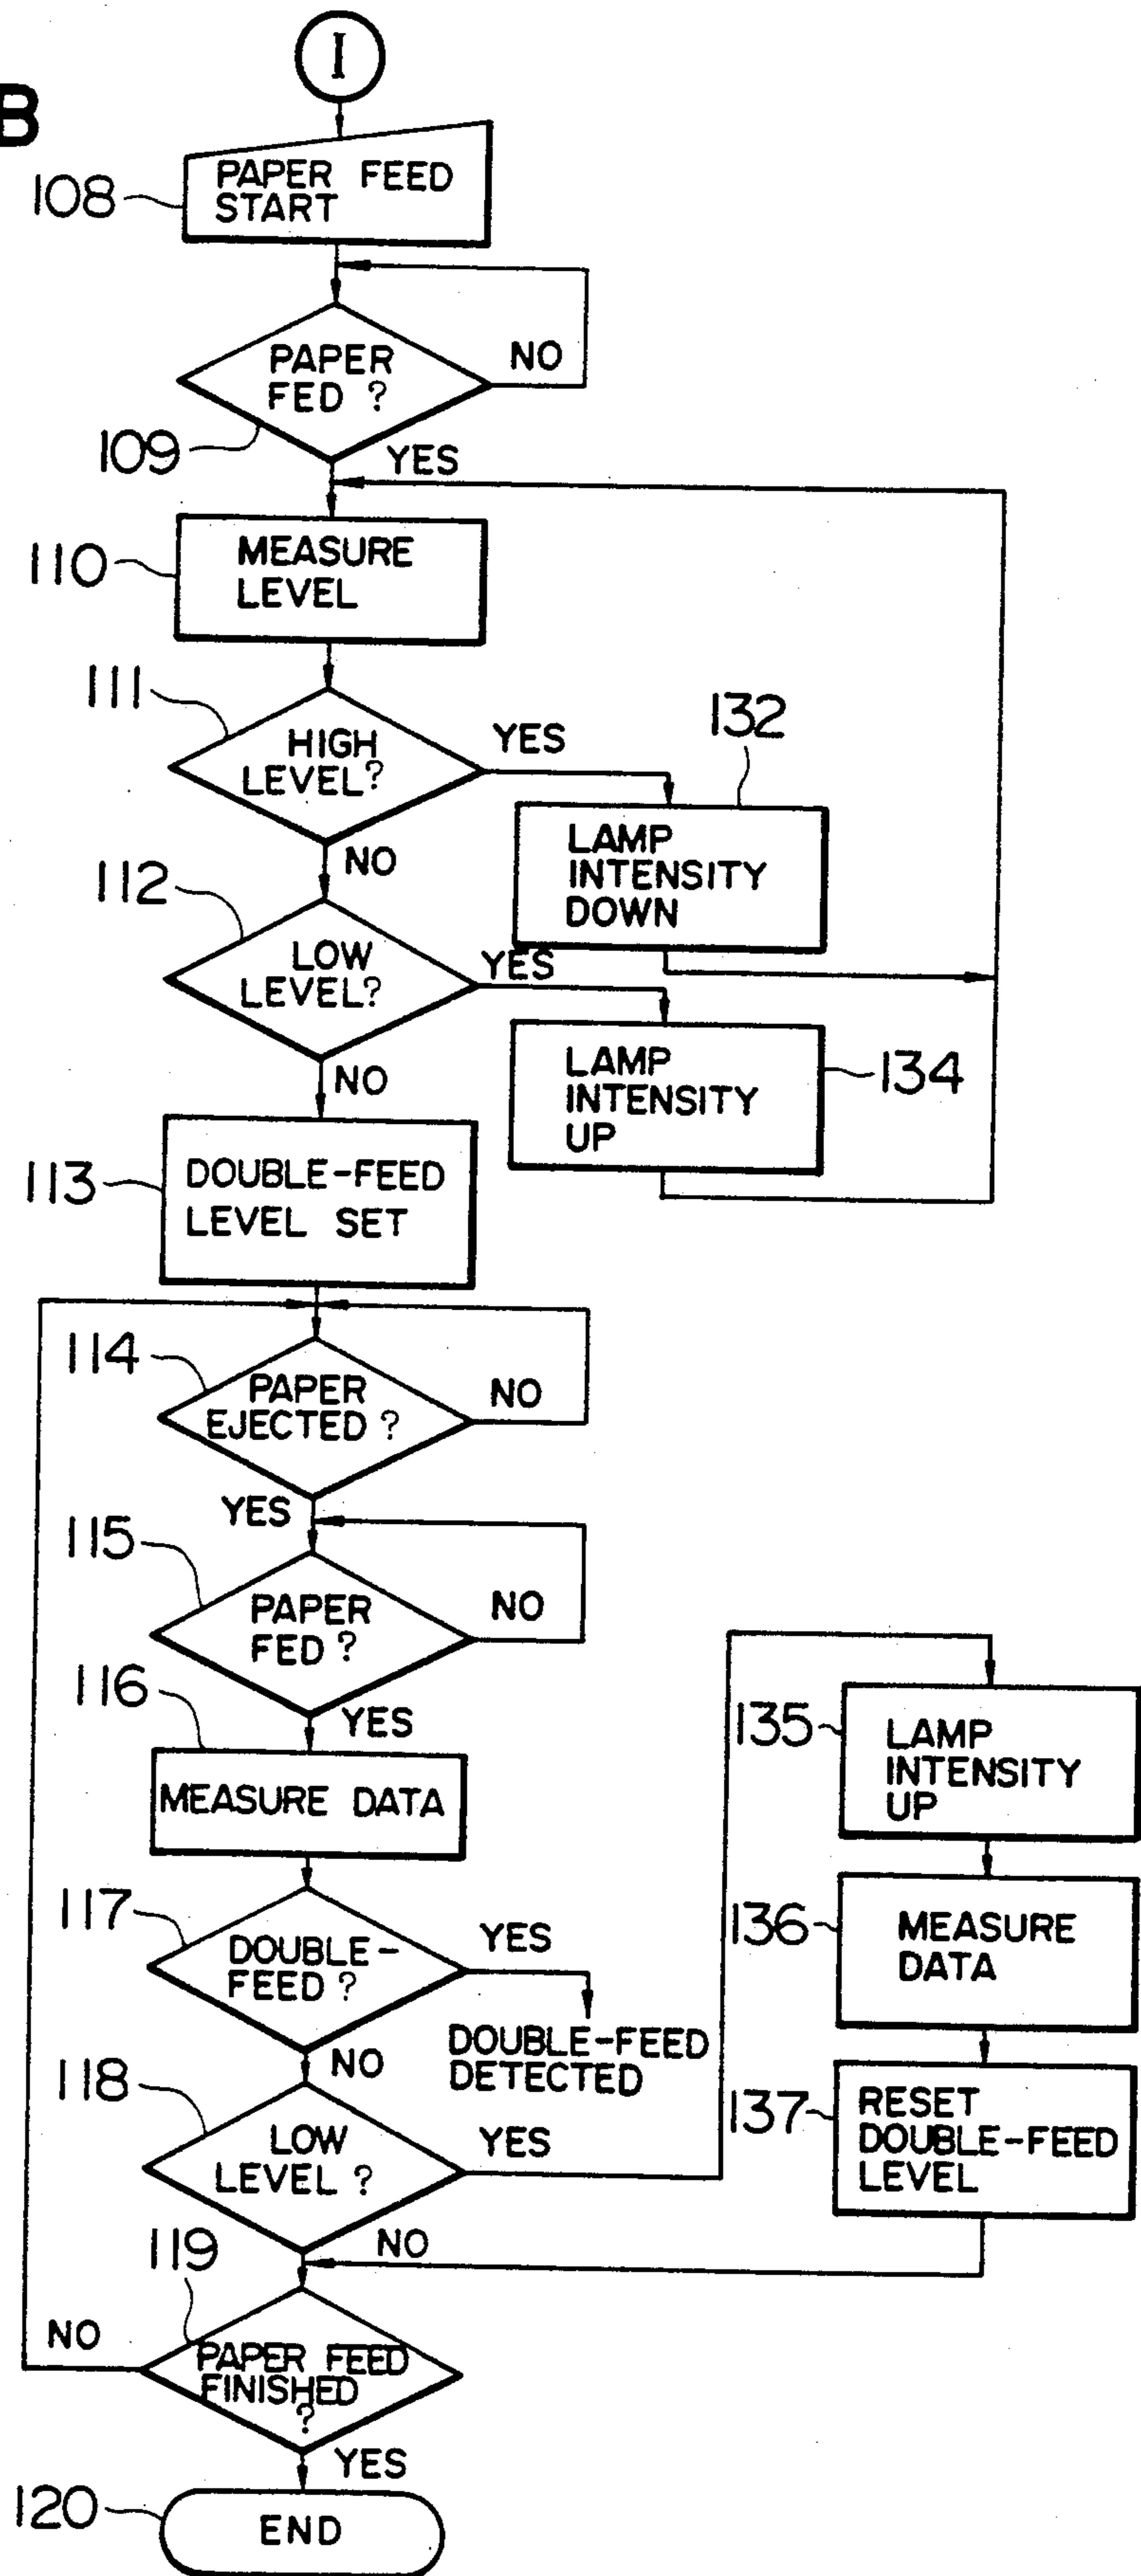 I
B
108
PAPER FEED
START
PAPER
FED ?
NO
109
YES
110
MEASURE
LEVEL
111
HIGH
LEVEL?
YES
132
LAMP
INTENSITY
DOWN
NO
112
LOW
LEVEL?
YES
LAMP
INTENSITY
UP
134
NO
113
DOUBLE-FEED
LEVEL SET
114
PAPER
EJECTED ?
NO
YES
115
PAPER
FED ?
NO
116
YES
MEASURE DATA
135
LAMP
INTENSITY
UP
117
DOUBLE-
FEED ?
YES
DOUBLE-FEED
DETECTED
136
MEASURE
DATA
NO
118
LOW
LEVEL ?
YES
137
RESET
DOUBLE-FEED
LEVEL
NO
119
PAPER FEED
FINISHED
?
NO
YES
120
END